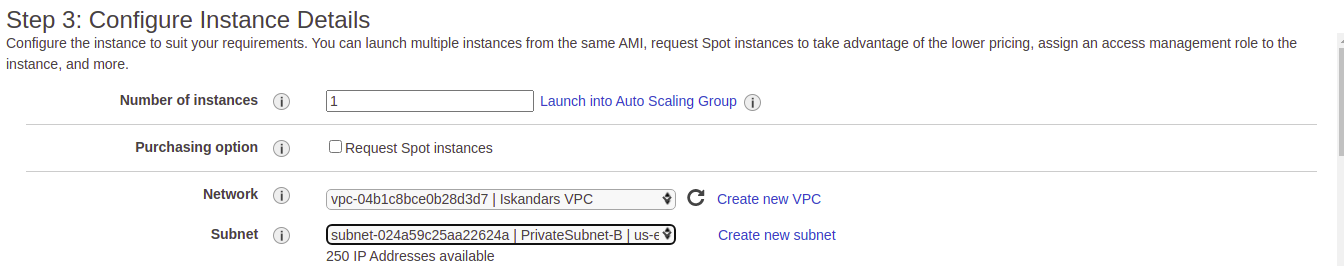 Step 3: Configure Instance Details
Configure the instance to suit your requirements. You can launch multiple instances from the same AMI, request Spot instances to take advantage of the lower pricing, assign an access management role to the
instance, and more.
Number of instances i 1 Launch into Auto Scaling Group i
Purchasing option i Request Spot instances
Network i vpc-04b1c8bce0b28d3d7 | Iskandars VPC Create new VPC
Subnet i subnet-024a59c25aa22624a | PrivateSubnet-B | us-e Create new subnet
250 IP Addresses available